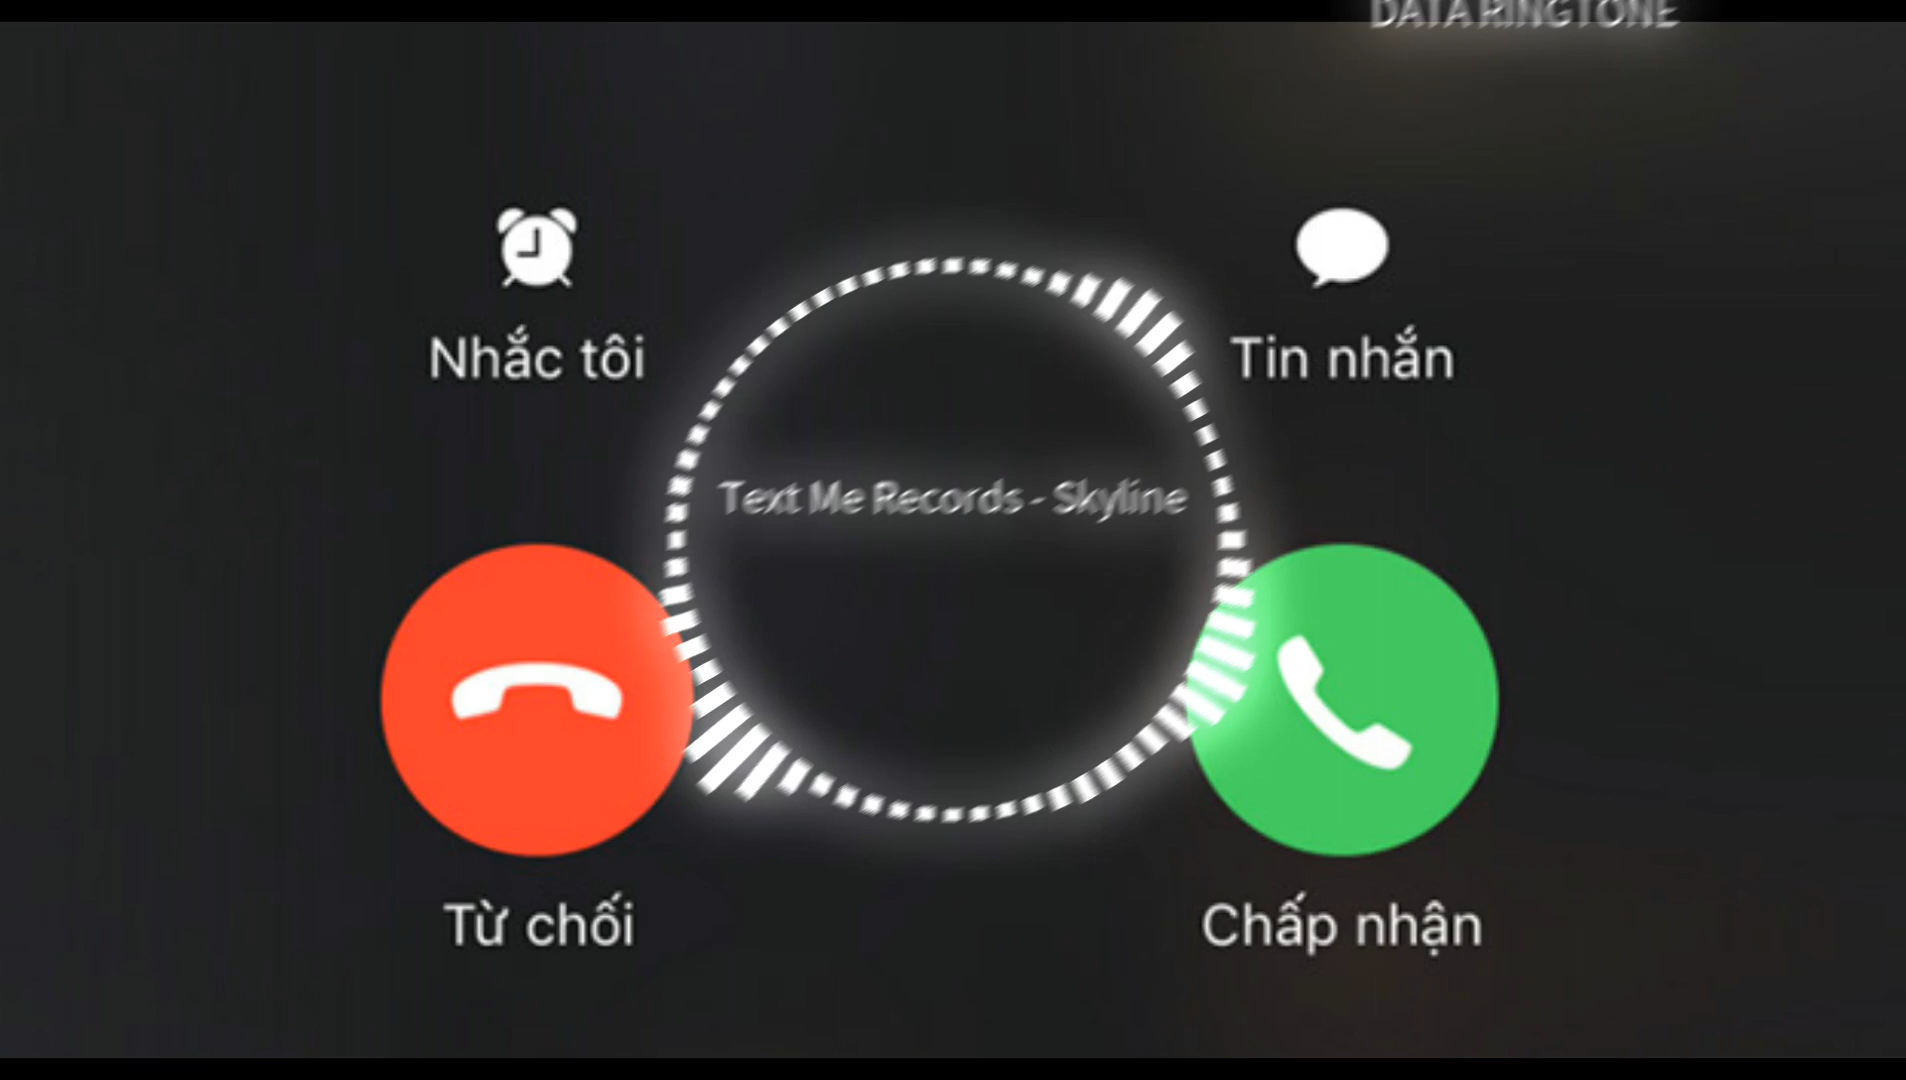 DATA RINGTONE
Nhắc tôi
Tin nhắn
Text Me Records - Skyline
Từ chối
Chấp nhận